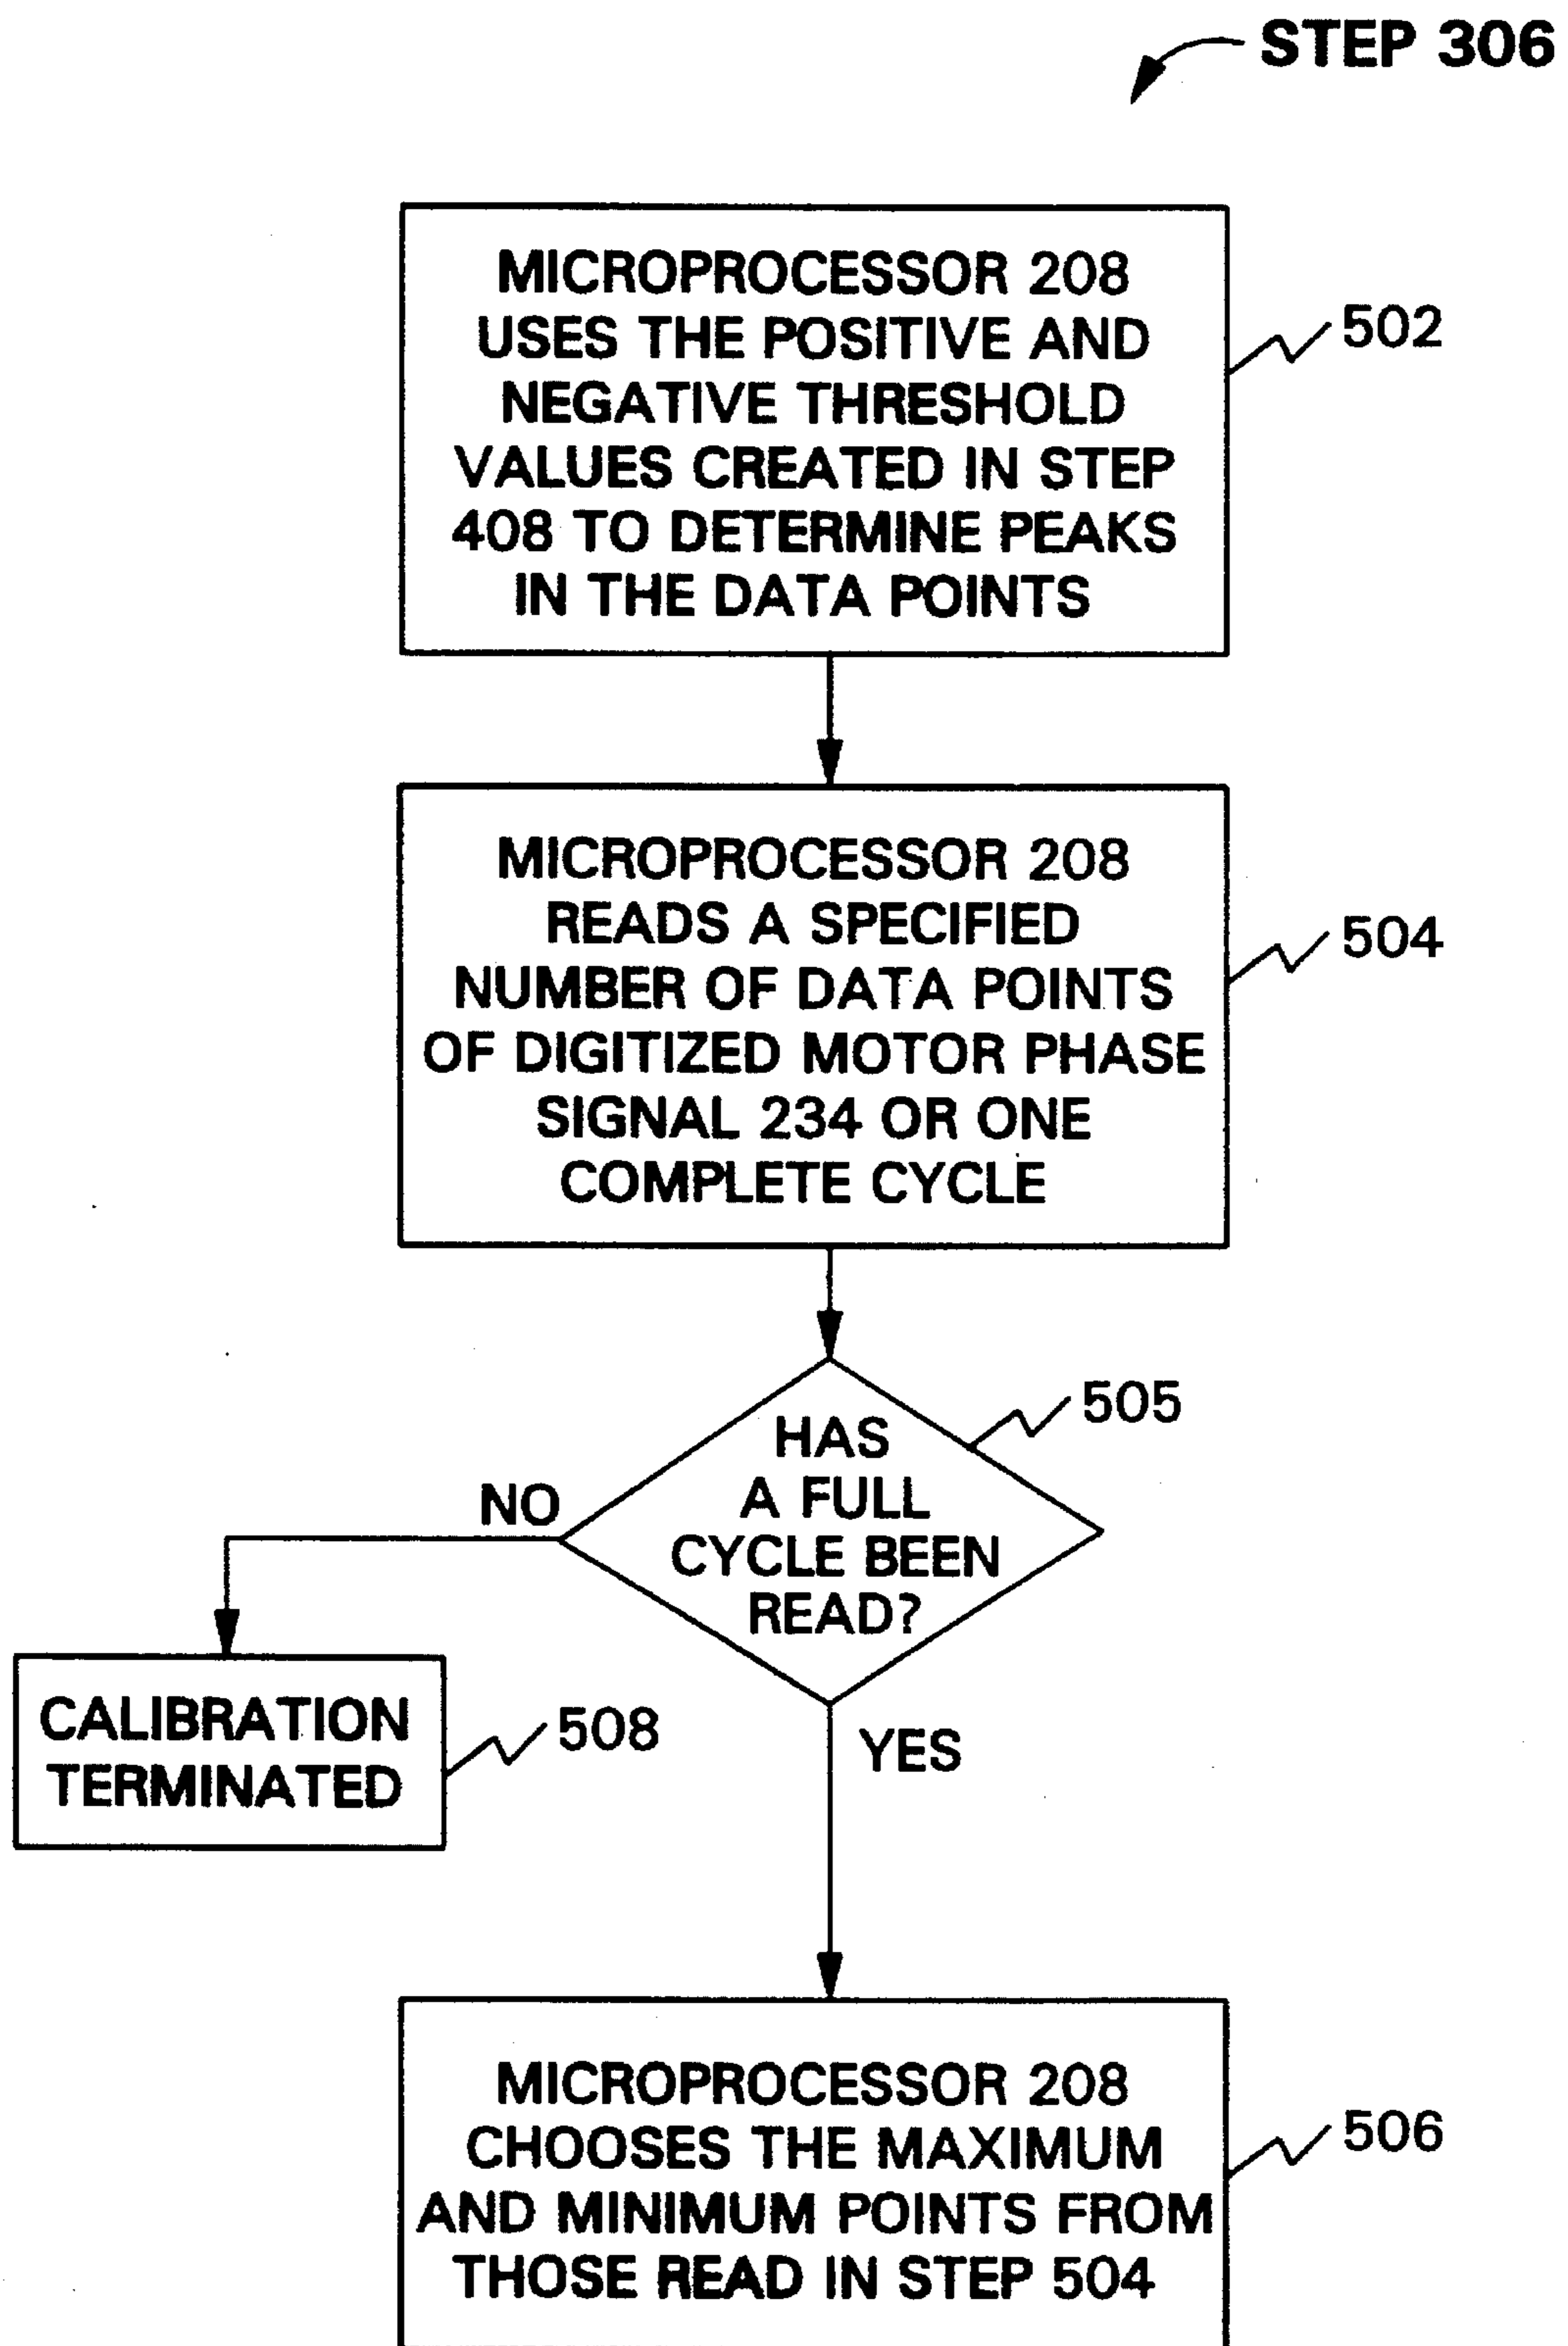 STEP 306
MICROPROCESSOR 208
USES THE POSITIVE AND
NEGATIVE THRESHOLD
VALUES CREATED IN STEP
408 TO DETERMINE PEAKS
IN THE DATA POINTS
502
MICROPROCESSOR 208
READS A SPECIFIED
NUMBER OF DATA POINTS
OF DIGITIZED MOTOR PHASE
SIGNAL 234 OR ONE
COMPLETE CYCLE
504
HAS
A FULL
CYCLE BEEN
READ?
505
NO
CALIBRATION
TERMINATED
508
YES
MICROPROCESSOR 208
CHOOSES THE MAXIMUM
AND MINIMUM POINTS FROM
THOSE READ IN STEP 504
506